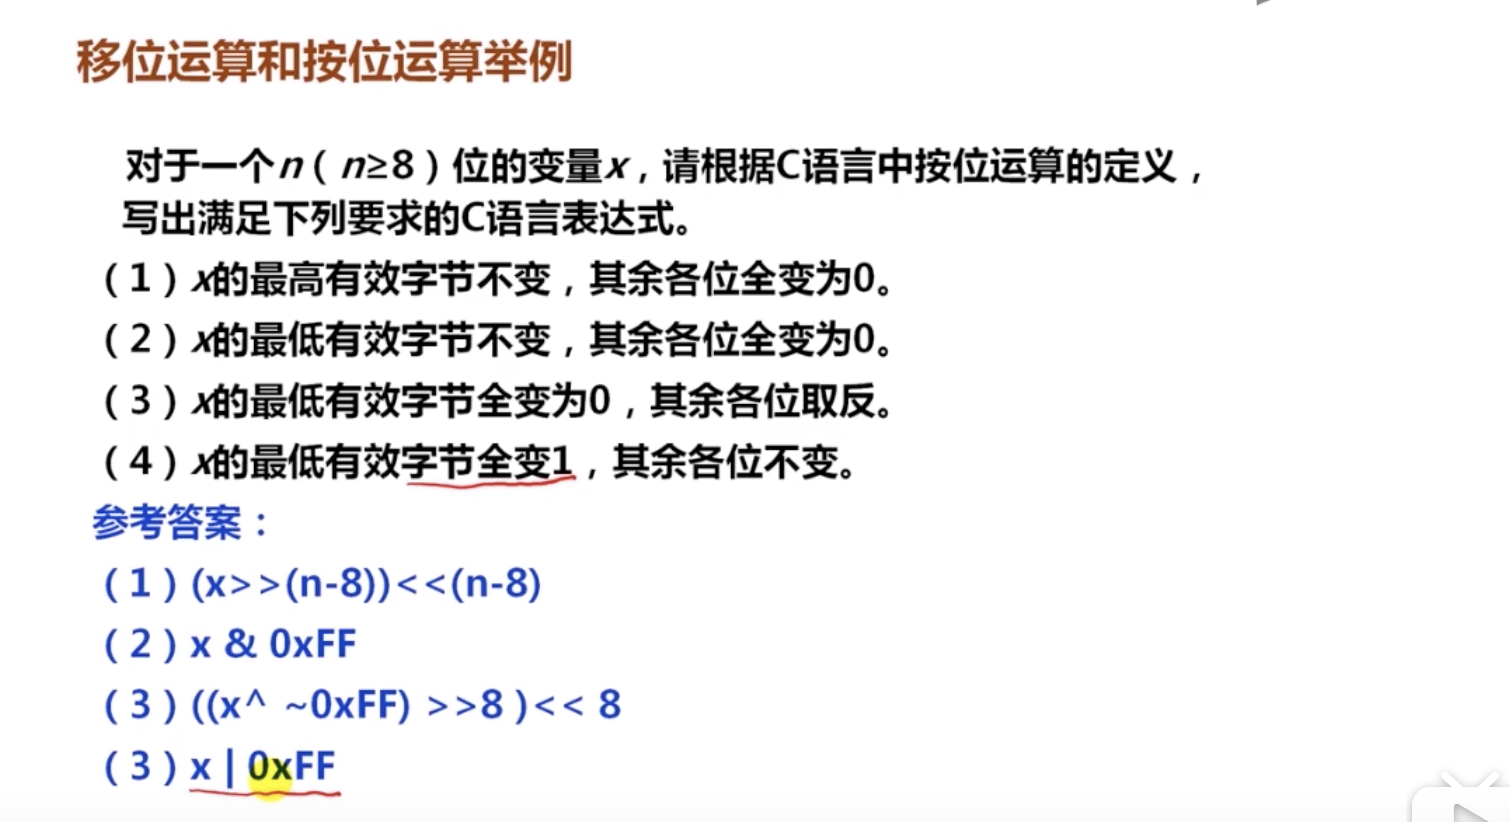 移位运算和按位运算举例
对于一个n（n≥8）位的变量x，请根据C语言中按位运算的定义，
写出满足下列要求的C语言表达式。
（1）x的最高有效字节不变，其余各位全变为0。
（2）x的最低有效字节不变，其余各位全变为0。
（3）x的最低有效字节全变为0，其余各位取反。
（4）x的最低有效字节全变1，其余各位不变。
参考答案：
（1）(x>>(n-8))<<(n-8)
（2）x & 0xFF
（3）((x^ ~0xFF) >>8 )<< 8
（3）x | 0xFF